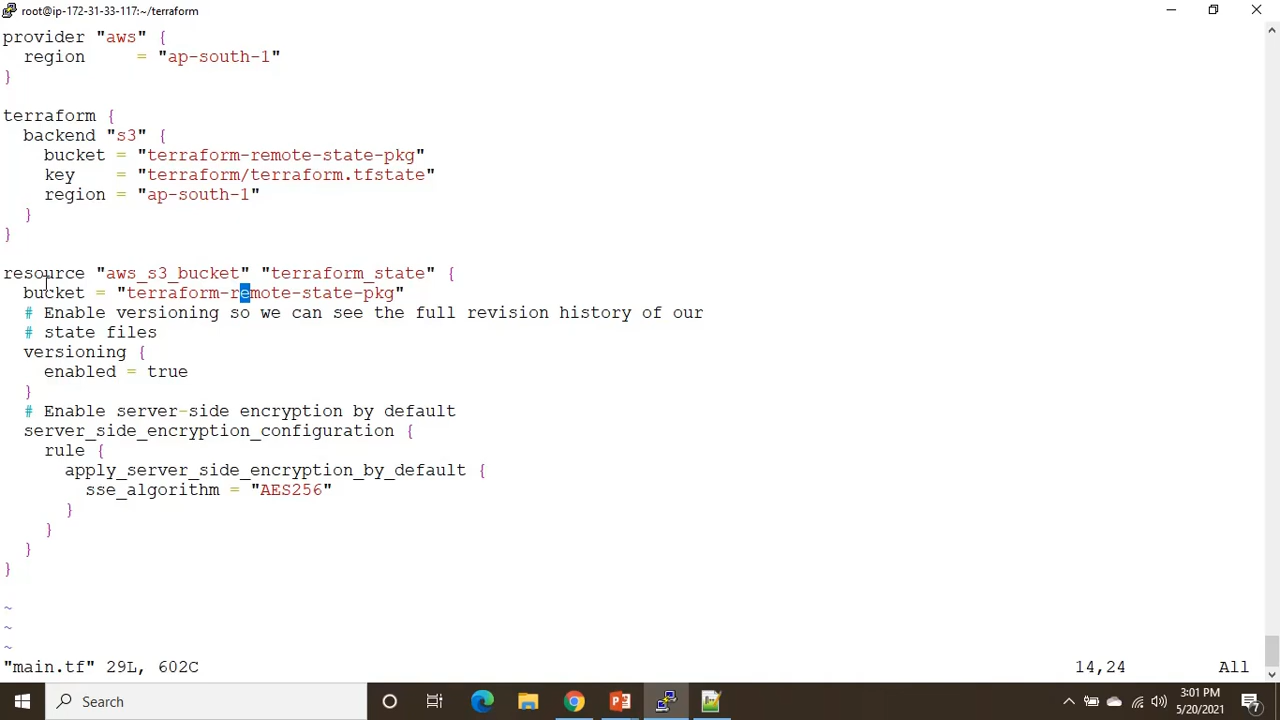 root@ip-172-31-33-117:~/terraform
provider "aws" {
  region     = "ap-south-1"
}
terraform {
  backend "s3" {
    bucket = "terraform-remote-state-pkg"
    key    = "terraform/terraform.tfstate"
    region = "ap-south-1"
  }
}
resource "aws_s3_bucket" "terraform_state" {
  bucket = "terraform-remote-state-pkg"
  # Enable versioning so we can see the full revision history of our
  # state files
  versioning {
    enabled = true
  }
  # Enable server-side encryption by default
  server_side_encryption_configuration {
    rule {
      apply_server_side_encryption_by_default {
        sse_algorithm = "AES256"
      }
    }
  }
}
~
~
~
"main.tf" 29L, 602C 14,24 All
Search
3:01 PM
5/20/2021
7